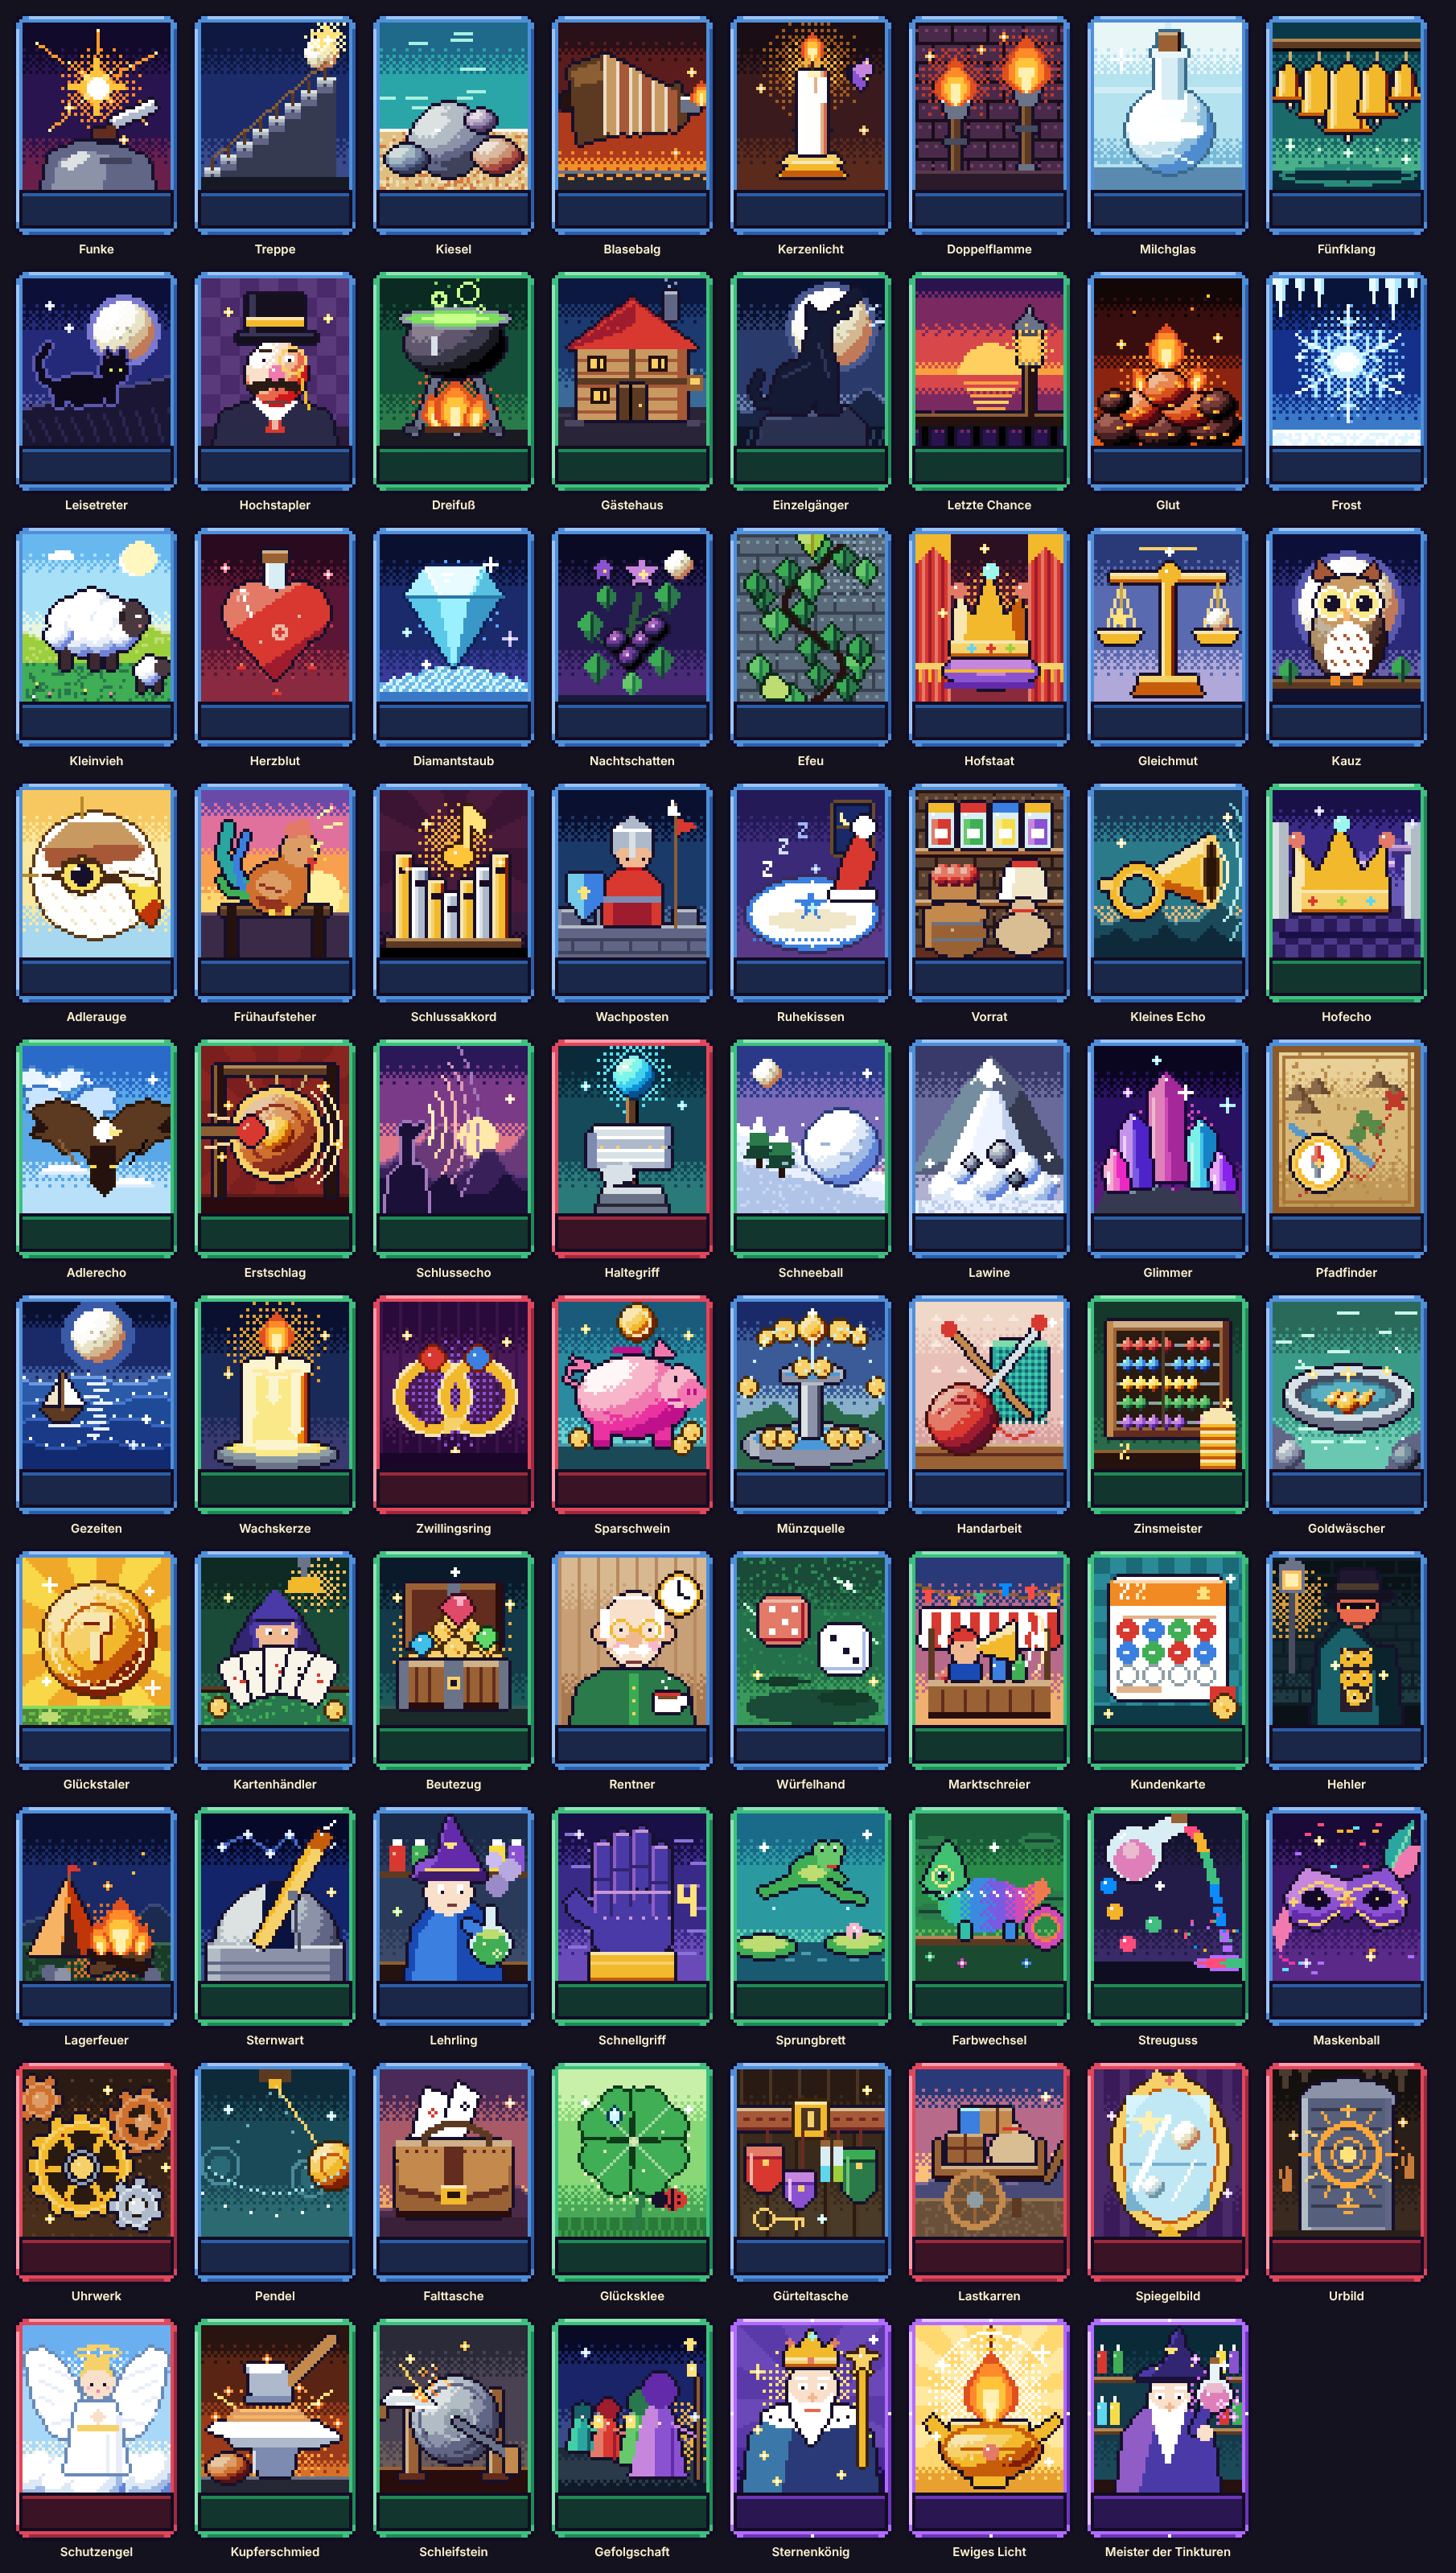 Funke Treppe Kiesel Blasebalg Kerzenlicht Doppelflamme Milchglas Fünfklang
Leisetreter Hochstapler Dreifuß Gästehaus Einzelgänger Letzte Chance Glut Frost
Kleinvieh Herzblut Diamantstaub Nachtschatten Efeu Hofstaat Gleichmut Kauz
Z
Z
Z
Adlerauge Frühaufsteher Schlussakkord Wachposten Ruhekissen Vorrat Kleines Echo Hofecho
Adlerecho Erstschlag Schlussecho Haltegriff Schneeball Lawine Glimmer Pfadfinder
Gezeiten Wachskerze Zwillingsring Sparschwein Münzquelle Handarbeit Zinsmeister Goldwäscher
Glückstaler Kartenhändler Beutezug Rentner Würfelhand Marktschreier Kundenkarte Hehler
4
Lagerfeuer Sternwart Lehrling Schnellgriff Sprungbrett Farbwechsel Streuguss Maskenball
Uhrwerk Pendel Falttasche Glücksklee Gürteltasche Lastkarren Spiegelbild Urbild
Schutzengel Kupferschmied Schleifstein Gefolgschaft Sternenkönig Ewiges Licht Meister der Tinkturen